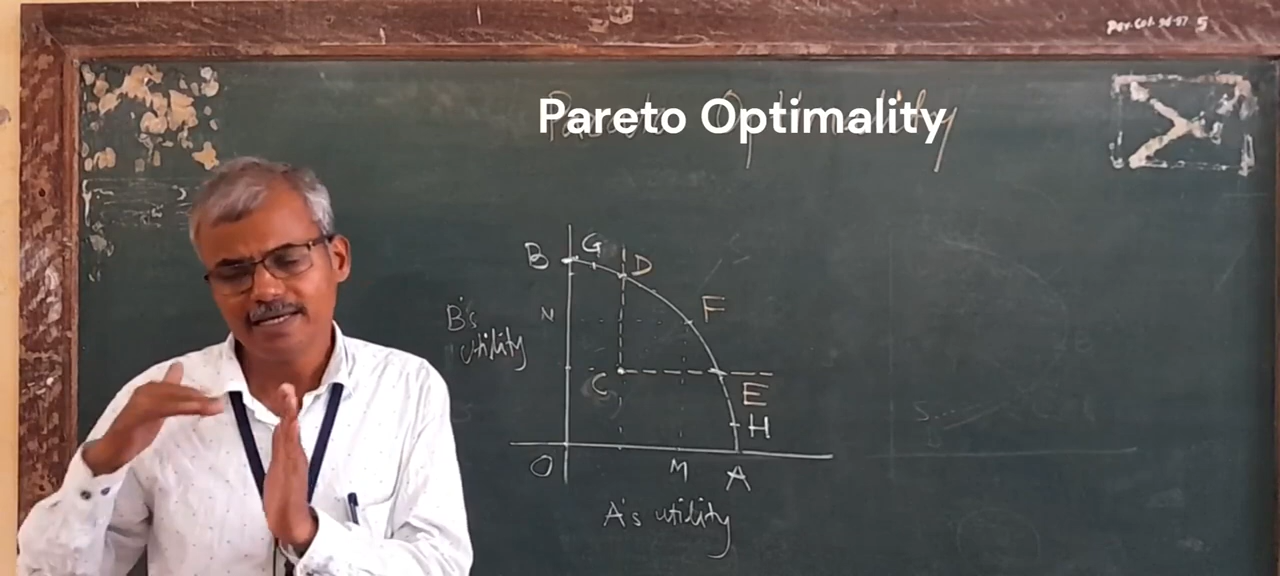 Pareto Optimality
B G D
N F
B's
utility
C E
H
O M A
A's utility